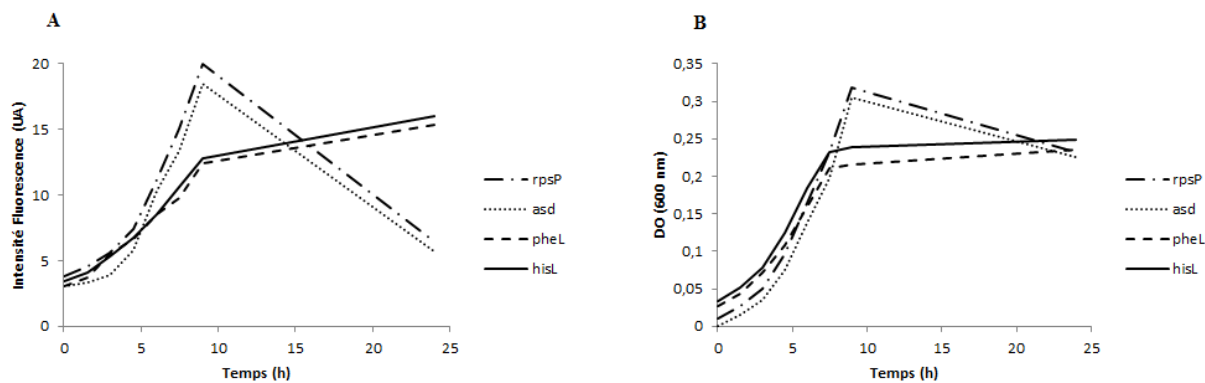 A
Intensité Fluorescence (UA)
20
15
10
5
0
0 5 10 15 20 25
Temps (h)
rpsP
asd
pheL
hisL
B
DO (600 nm)
0,35
0,3
0,25
0,2
0,15
0,1
0,05
0
0 5 10 15 20 25
Temps (h)
rpsP
asd
pheL
hisL